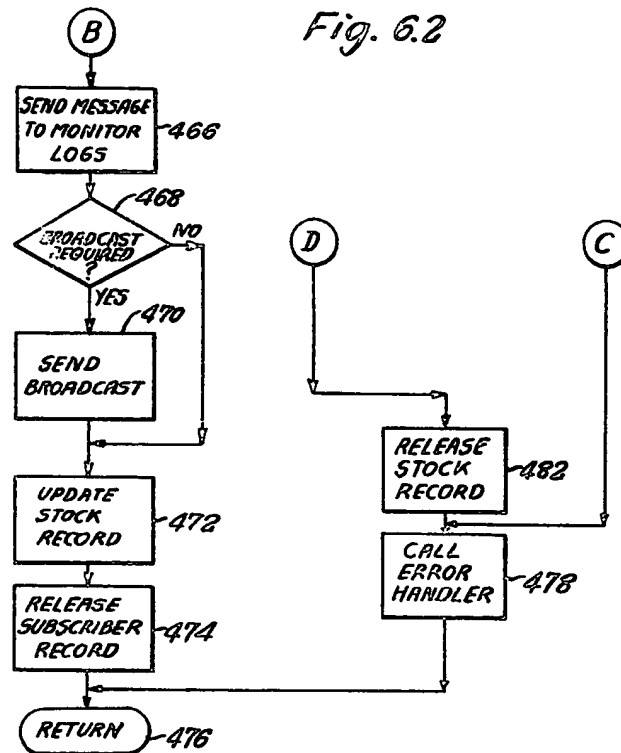 Fig. 6.2
B
SEND MESSAGE
TO MONITOR
LOGS
466
468
BROADCAST
REQUIRED
?
NO
YES
470
SEND
BROADCAST
UPDATE
STOCK
RECORD
472
RELEASE
SUBSCRIBER
RECORD
474
RETURN
476
D
C
RELEASE
STOCK
RECORD
482
CALL
ERROR
HANDLER
478